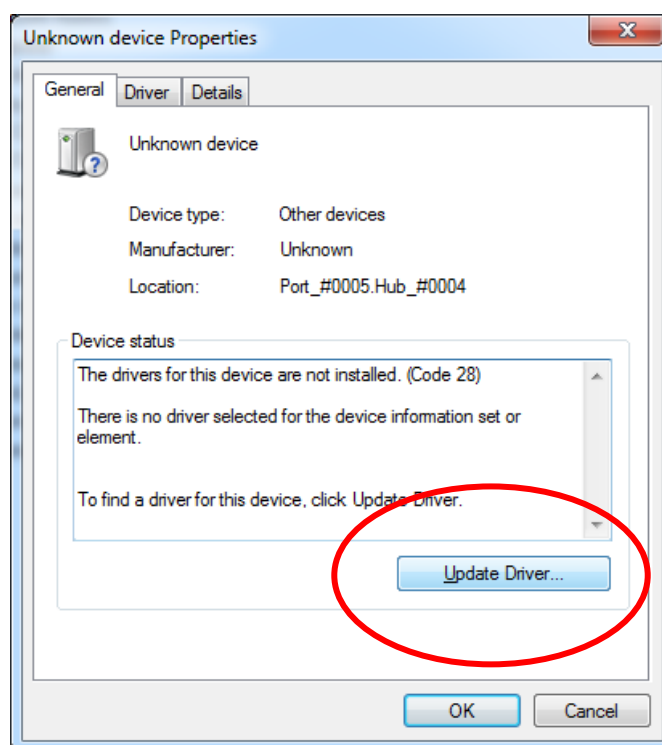 Unknown device Properties
General Driver Details
Unknown device
Device type: Other devices
Manufacturer: Unknown
Location: Port_#0005.Hub_#0004
Device status
The drivers for this device are not installed. (Code 28)
There is no driver selected for the device information set or
element.
To find a driver for this device, click Update Driver.
Update Driver...
OK Cancel